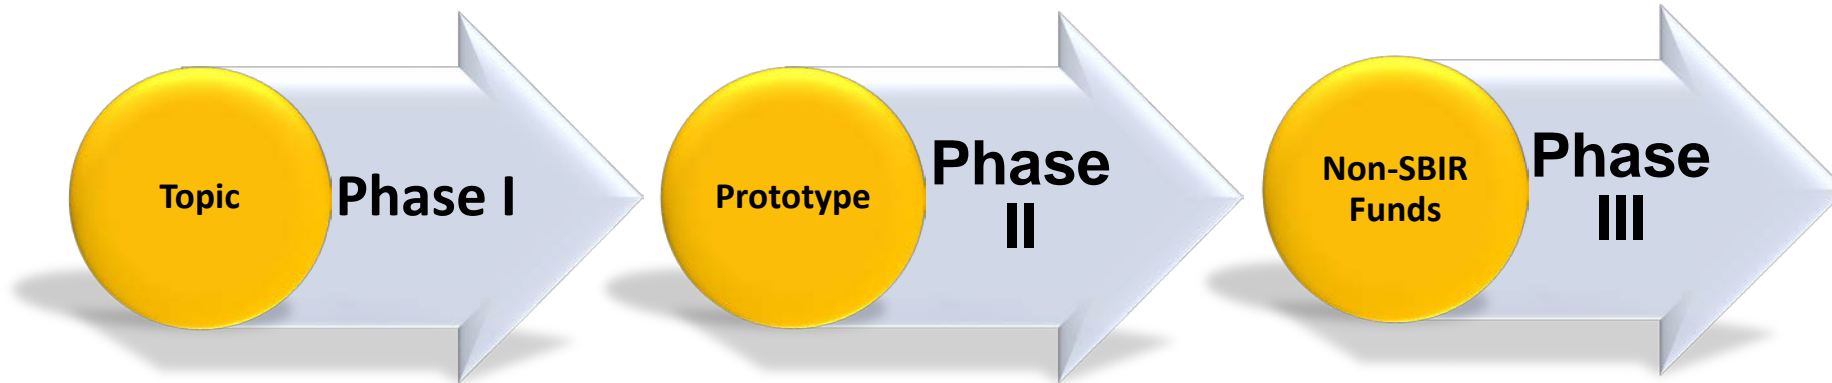 Topic
Phase I
Prototype
Phase
II
Non-SBIR
Funds
Phase
III